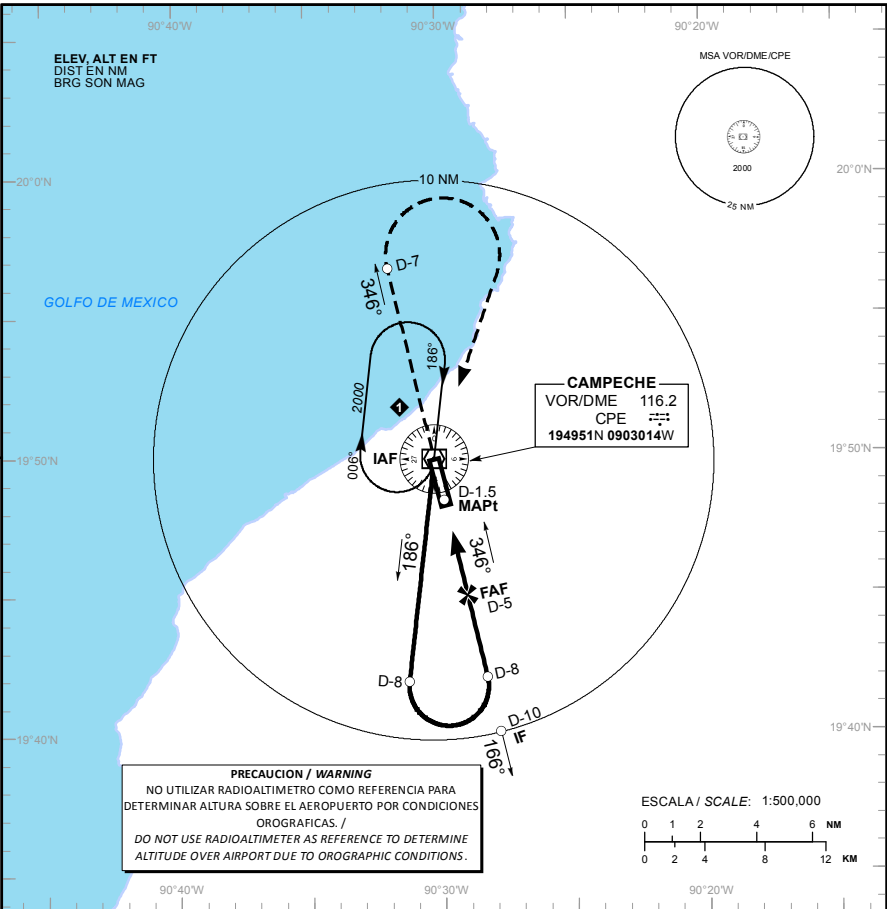 90°40'W
90°30'W
90°20'W
ELEV, ALT EN FT
DIST EN NM
BRG SON MAG
MSA VOR/DME/CPE
2000
25 NM
20°0'N
20°0'N
10 NM
D-7
346°
GOLFO DE MEXICO
186°
2000
1
006°
IAF
27
9
CAMPECHE
VOR/DME 116.2
CPE
194951N 0903014W
19°50'N
19°50'N
D-1.5
MAPt
186°
346°
FAF
D-5
D-8
D-8
D-10
IF
166°
19°40'N
19°40'N
PRECAUCION / WARNING
NO UTILIZAR RADIOALTIMETRO COMO REFERENCIA PARA
DETERMINAR ALTURA SOBRE EL AEROPUERTO POR CONDICIONES
OROGRAFICAS. /
DO NOT USE RADIOALTIMETER AS REFERENCE TO DETERMINE
ALTITUDE OVER AIRPORT DUE TO OROGRAPHIC CONDITIONS.
ESCALA / SCALE: 1:500,000
0 1 2 4 6 NM
0 2 4 8 12 KM
90°40'W
90°30'W
90°20'W